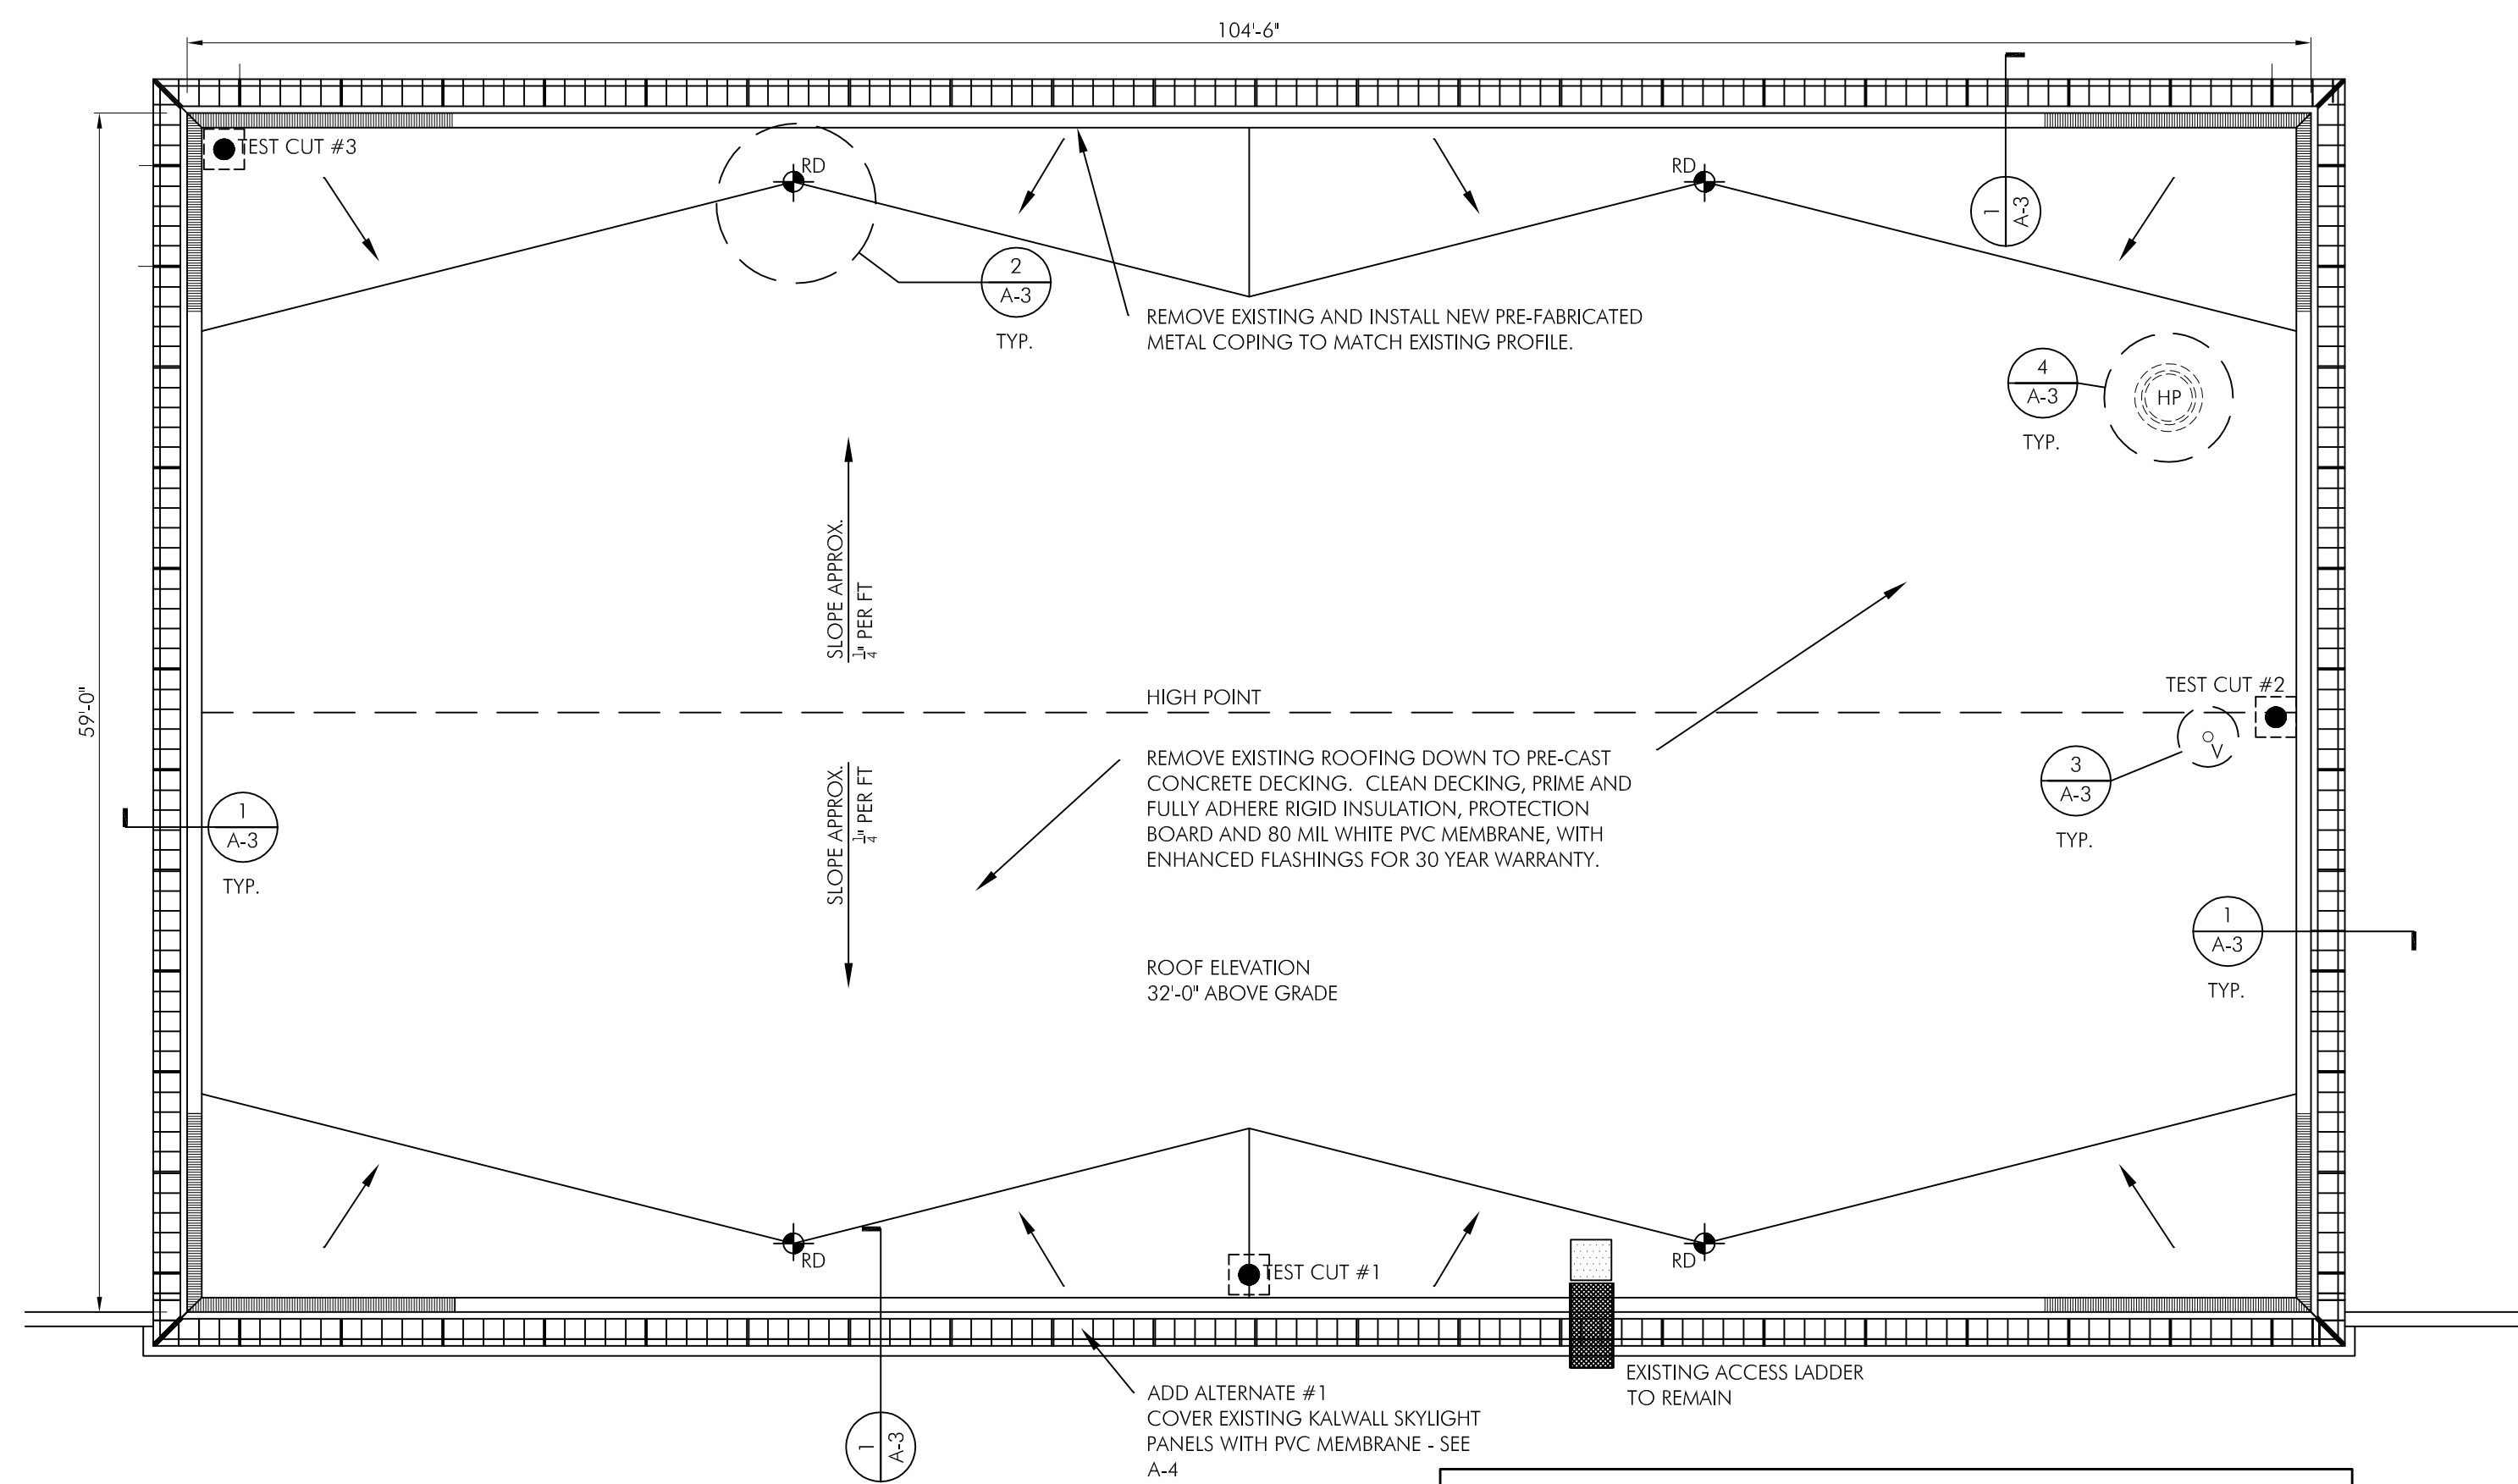 104'-6"
TEST CUT #3
RD
RD
1
A-3
2
A-3
TYP.
REMOVE EXISTING AND INSTALL NEW PRE-FABRICATED
METAL COPING TO MATCH EXISTING PROFILE.
4
A-3
TYP.
HP
SLOPE APPROX.
1/4" PER FT
59'-0"
HIGH POINT
TEST CUT #2
V
3
A-3
TYP.
REMOVE EXISTING ROOFING DOWN TO PRE-CAST
CONCRETE DECKING. CLEAN DECKING, PRIME AND
FULLY ADHERE RIGID INSULATION, PROTECTION
BOARD AND 80 MIL WHITE PVC MEMBRANE, WITH
ENHANCED FLASHINGS FOR 30 YEAR WARRANTY.
SLOPE APPROX.
1/4" PER FT
1
A-3
TYP.
1
A-3
TYP.
ROOF ELEVATION
32'-0" ABOVE GRADE
RD
RD
TEST CUT #1
EXISTING ACCESS LADDER
TO REMAIN
ADD ALTERNATE #1
COVER EXISTING KALWALL SKYLIGHT
PANELS WITH PVC MEMBRANE - SEE
A-4
1
A-3